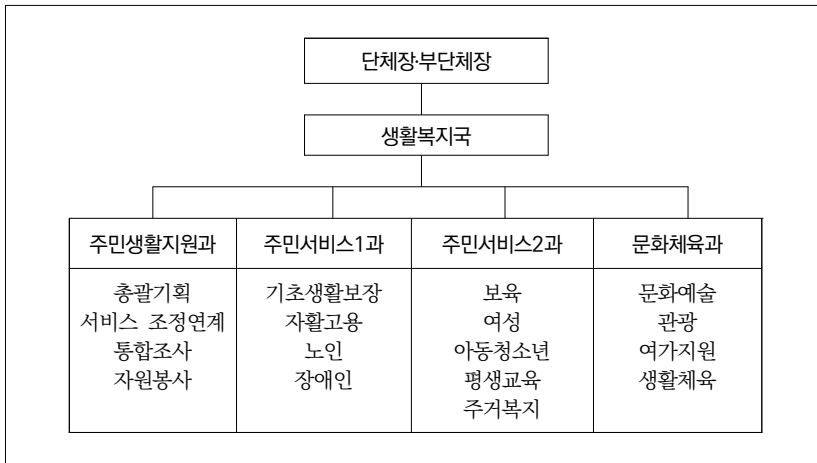 단체장·부단체장
생활복지국
주민생활지원과
총괄기획
서비스 조정연계
통합조사
자원봉사
주민서비스1과
기초생활보장
자활고용
노인
장애인
주민서비스2과
보육
여성
아동청소년
평생교육
주거복지
문화체육과
문화예술
관광
여가지원
생활체육